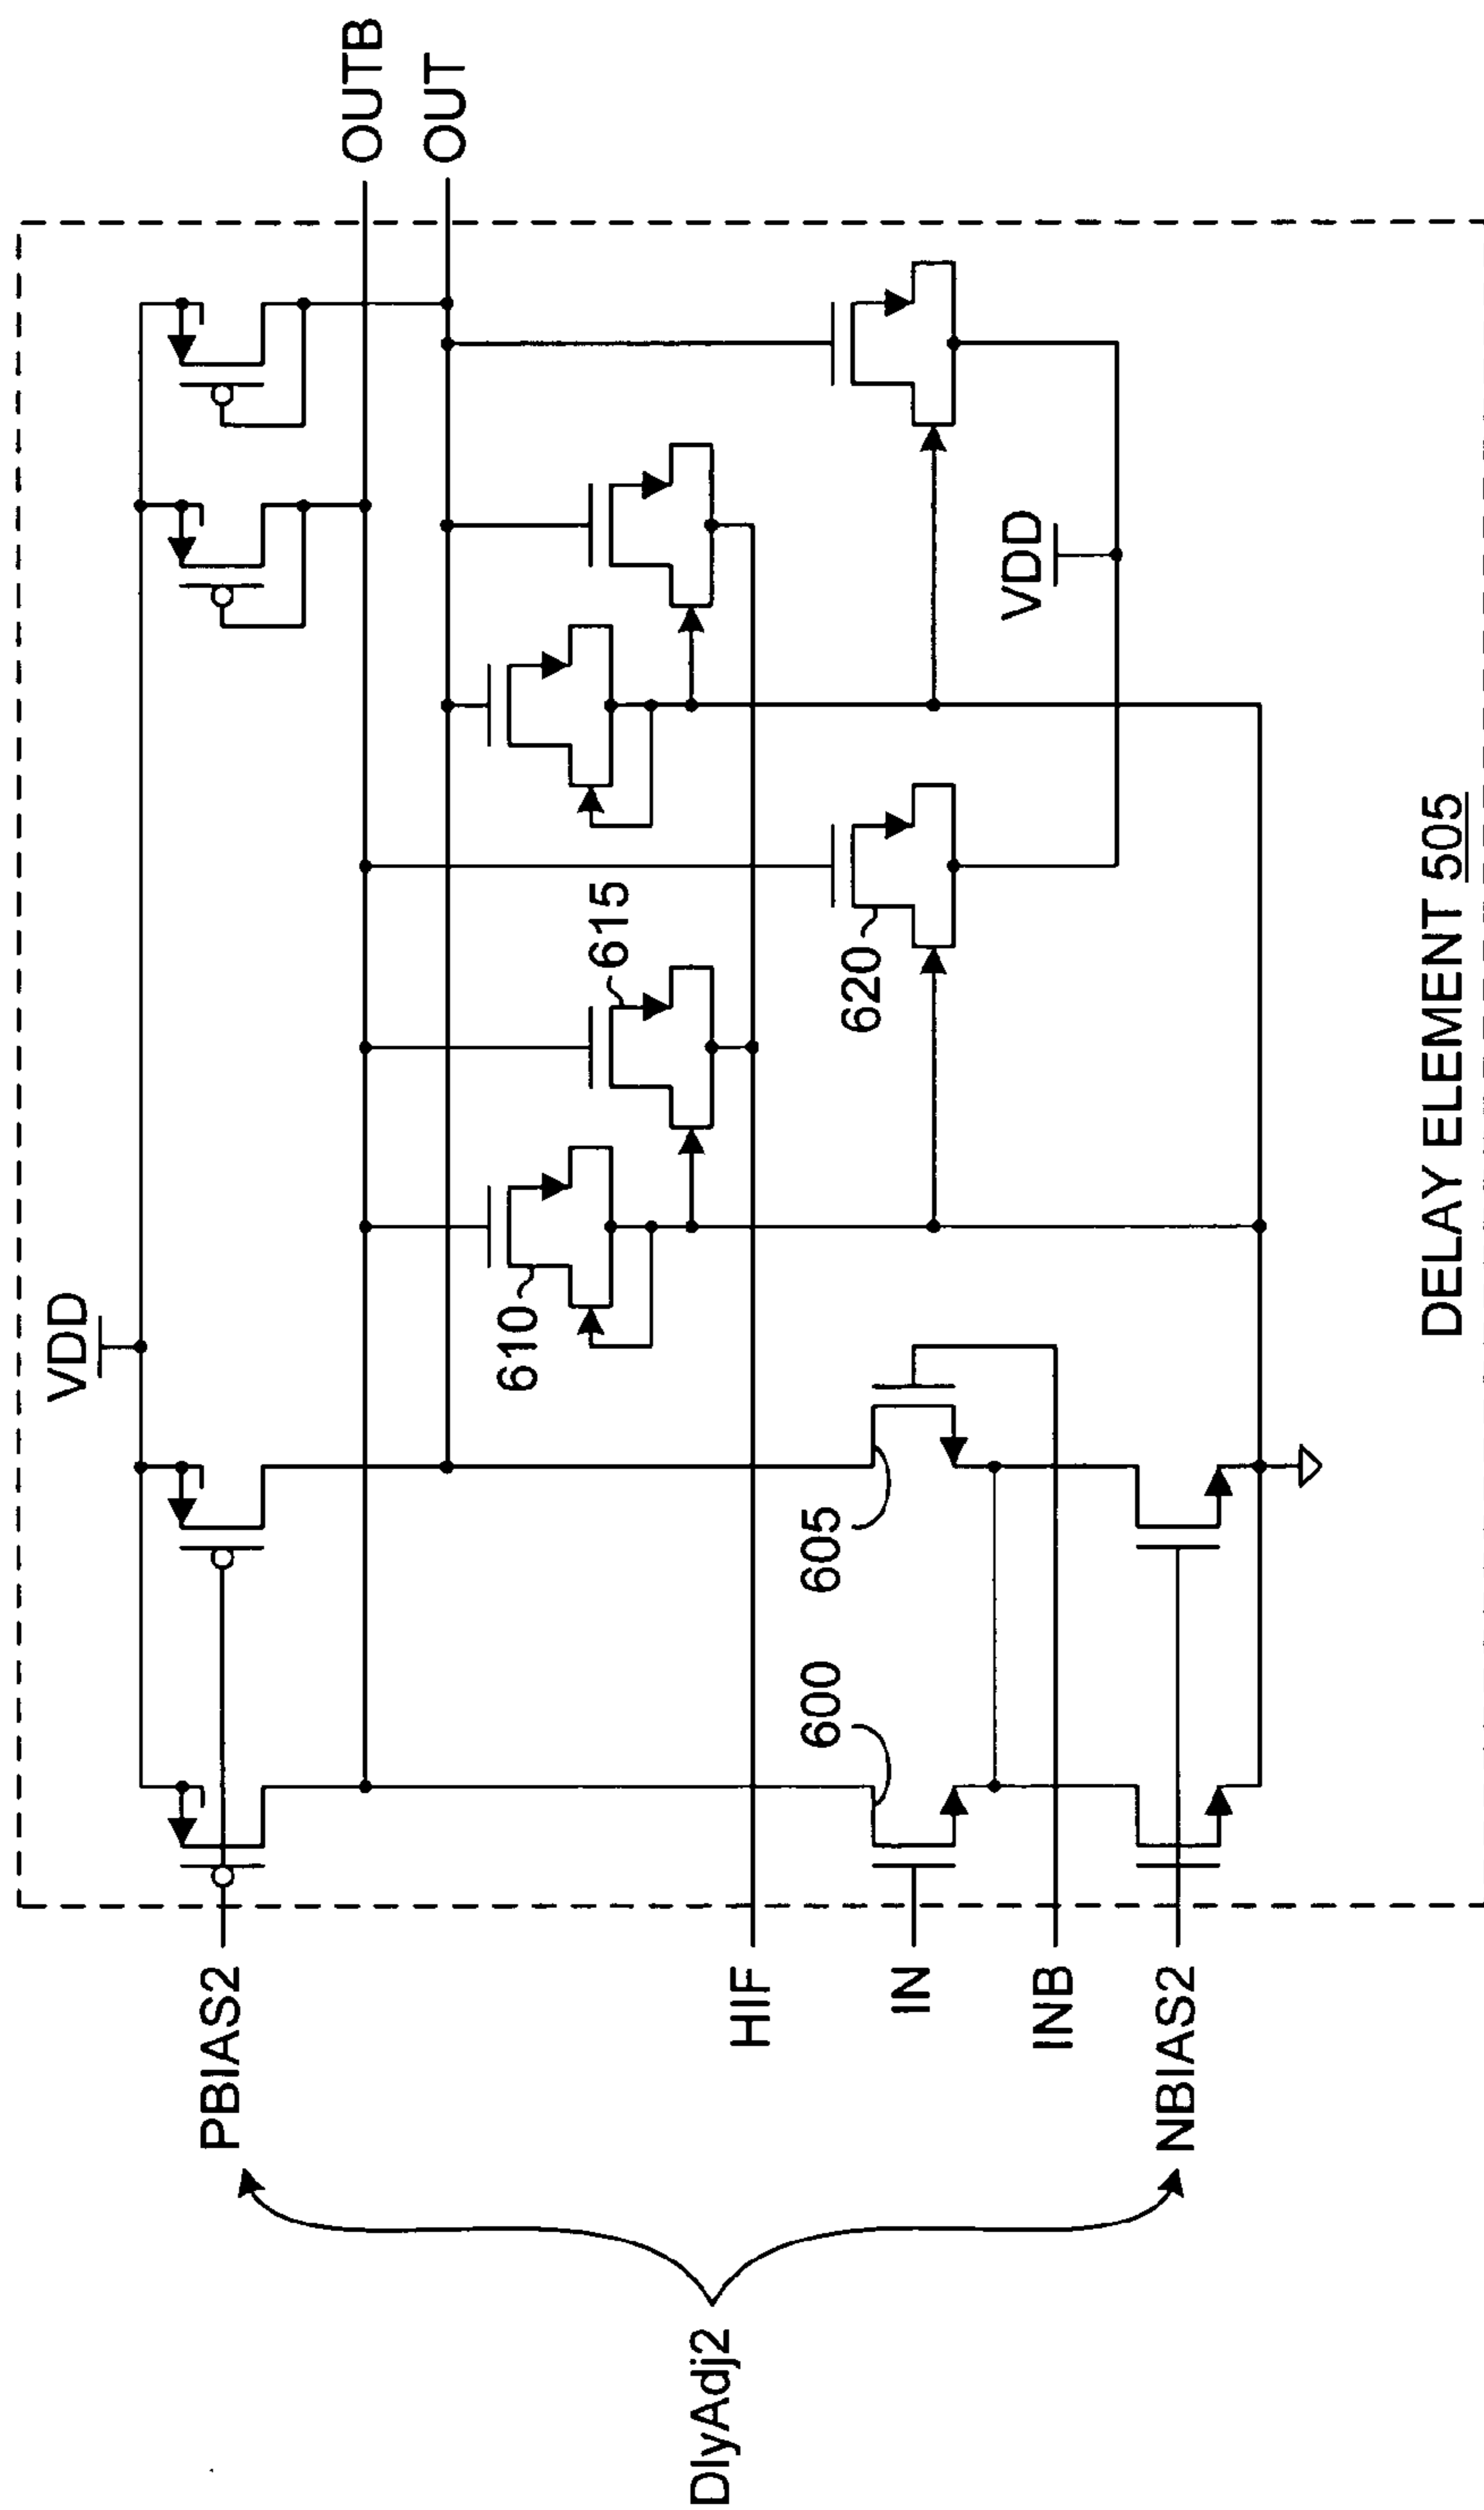 DlyAdj2
PBIAS2
HIF
IN
INB
NBIAS2
VDD
OUTB
OUT
600
605
610
615
620
VDD
DELAY ELEMENT 505